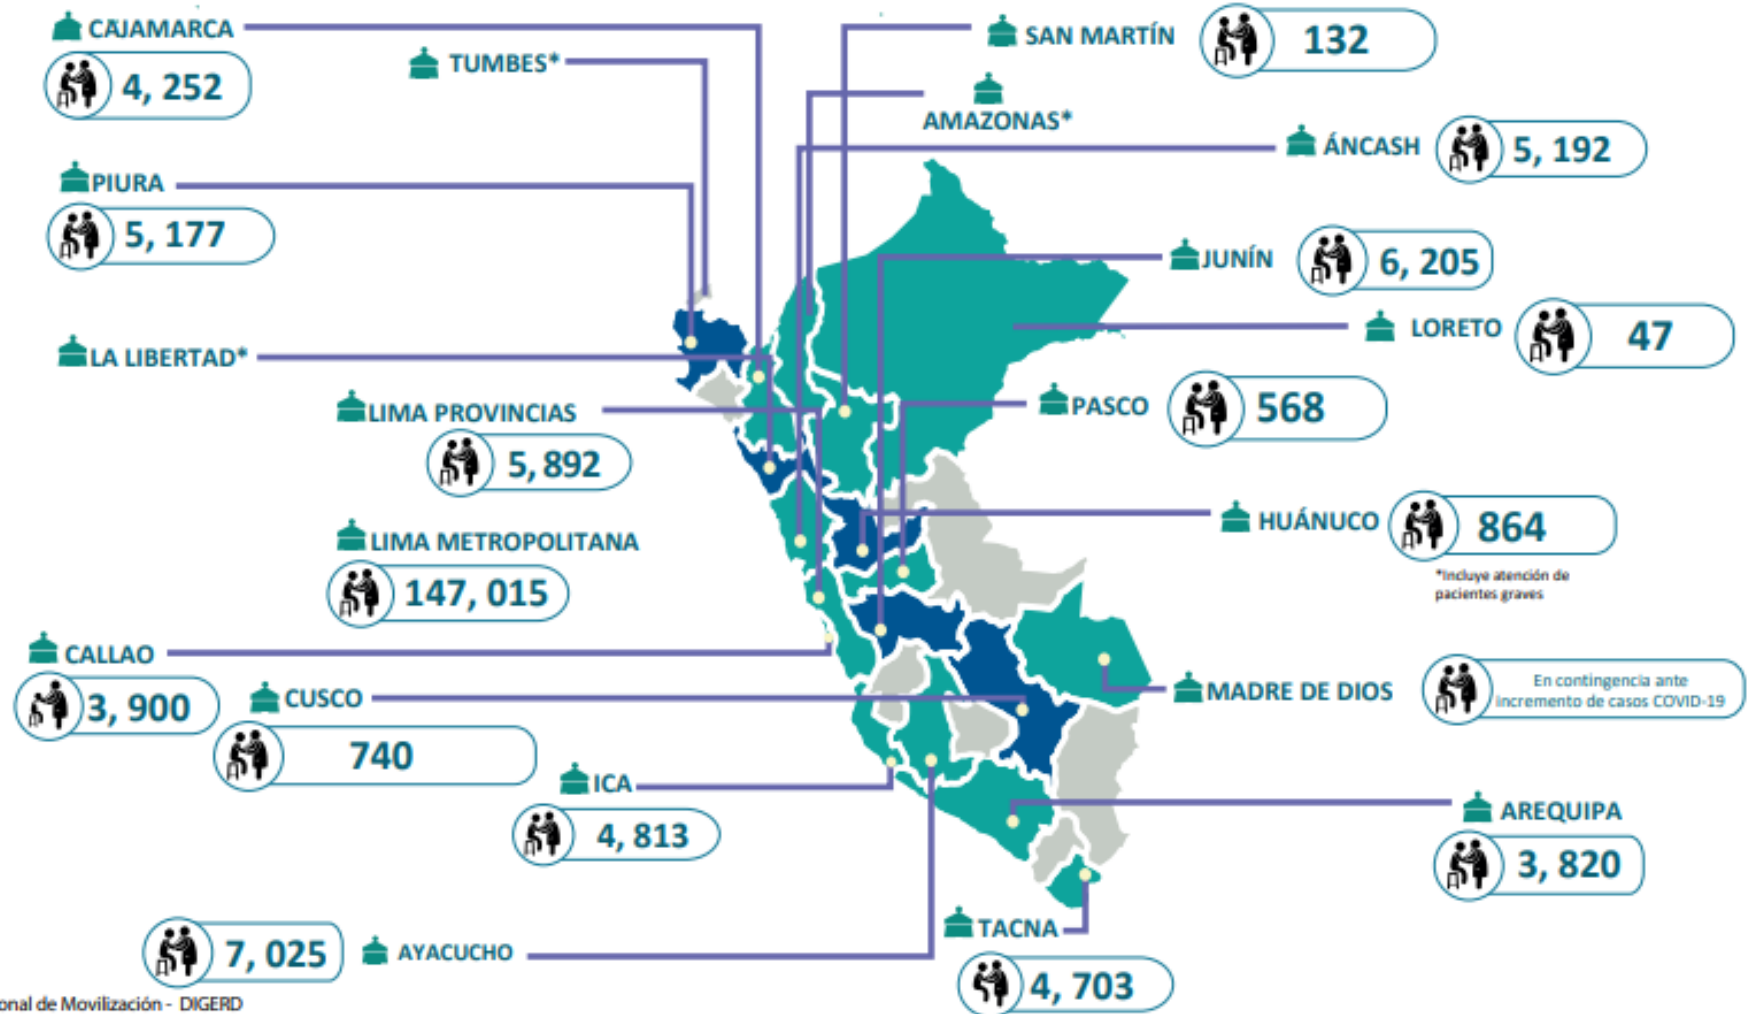 CAJAMARCA
4, 252
TUMBES*
SAN MARTÍN
132
AMAZONAS*
ÁNCASH
5, 192
PIURA
5, 177
JUNÍN
6, 205
LORETO
47
LA LIBERTAD*
LIMA PROVINCIAS
5, 892
PASCO
568
HUÁNUCO
864
*Incluye atención de
pacientes graves
LIMA METROPOLITANA
147, 015
CALLAO
3, 900
CUSCO
740
MADRE DE DIOS
En contingencia ante
incremento de casos COVID-19
ICA
4, 813
AREQUIPA
3, 820
TACNA
4, 703
7, 025
AYACUCHO
onal de Movilización - DIGERD